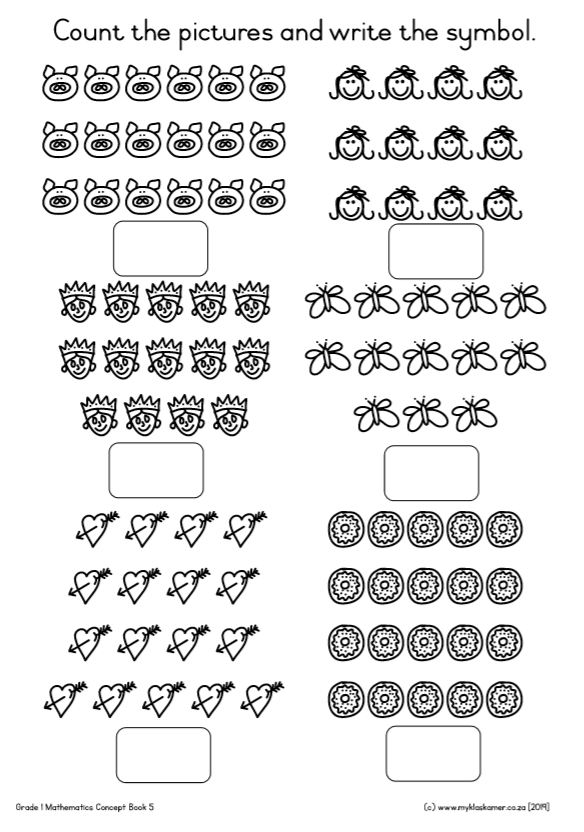 Count the pictures and write the symbol.
Grade 1 Mathematics Concept Book 5
(c) www.myklaskamer.co.za [2019]